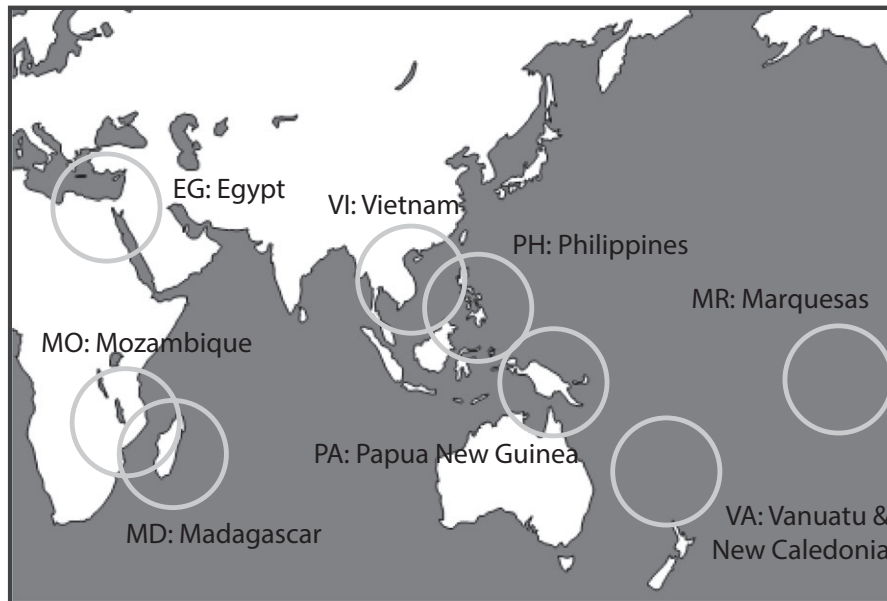 EG: Egypt
VI: Vietnam
PH: Philippines
MR: Marquesas
MO: Mozambique
PA: Papua New Guinea
MD: Madagascar
VA: Vanuatu &
New Caledonia